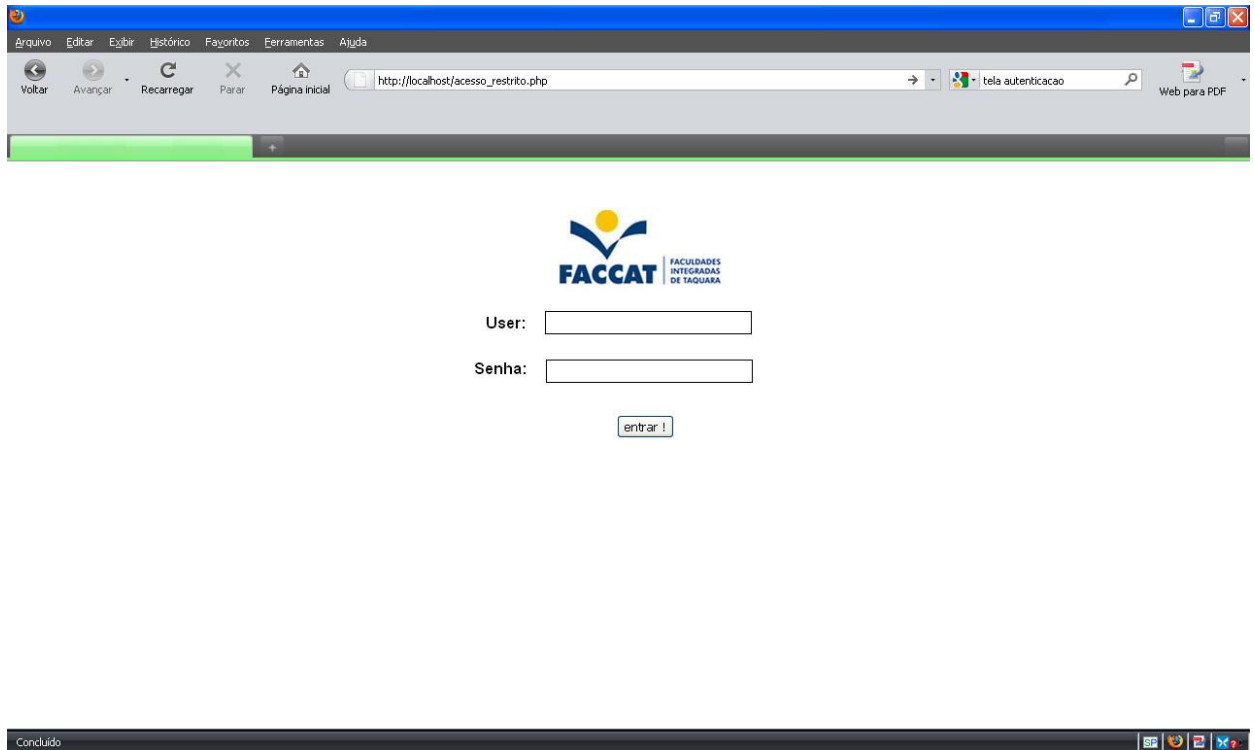 Arquivo Editar Exibir Histórico Favoritos Ferramentas Ajuda
Voltar Avançar Recarregar Parar Página inicial http://localhost/acesso_restrito.php tela autenticacao Web para PDF
+
FACCAT FACULDADES
INTEGRADAS
DE TAQUARA
User:
Senha:
entrar !
Concluído SP